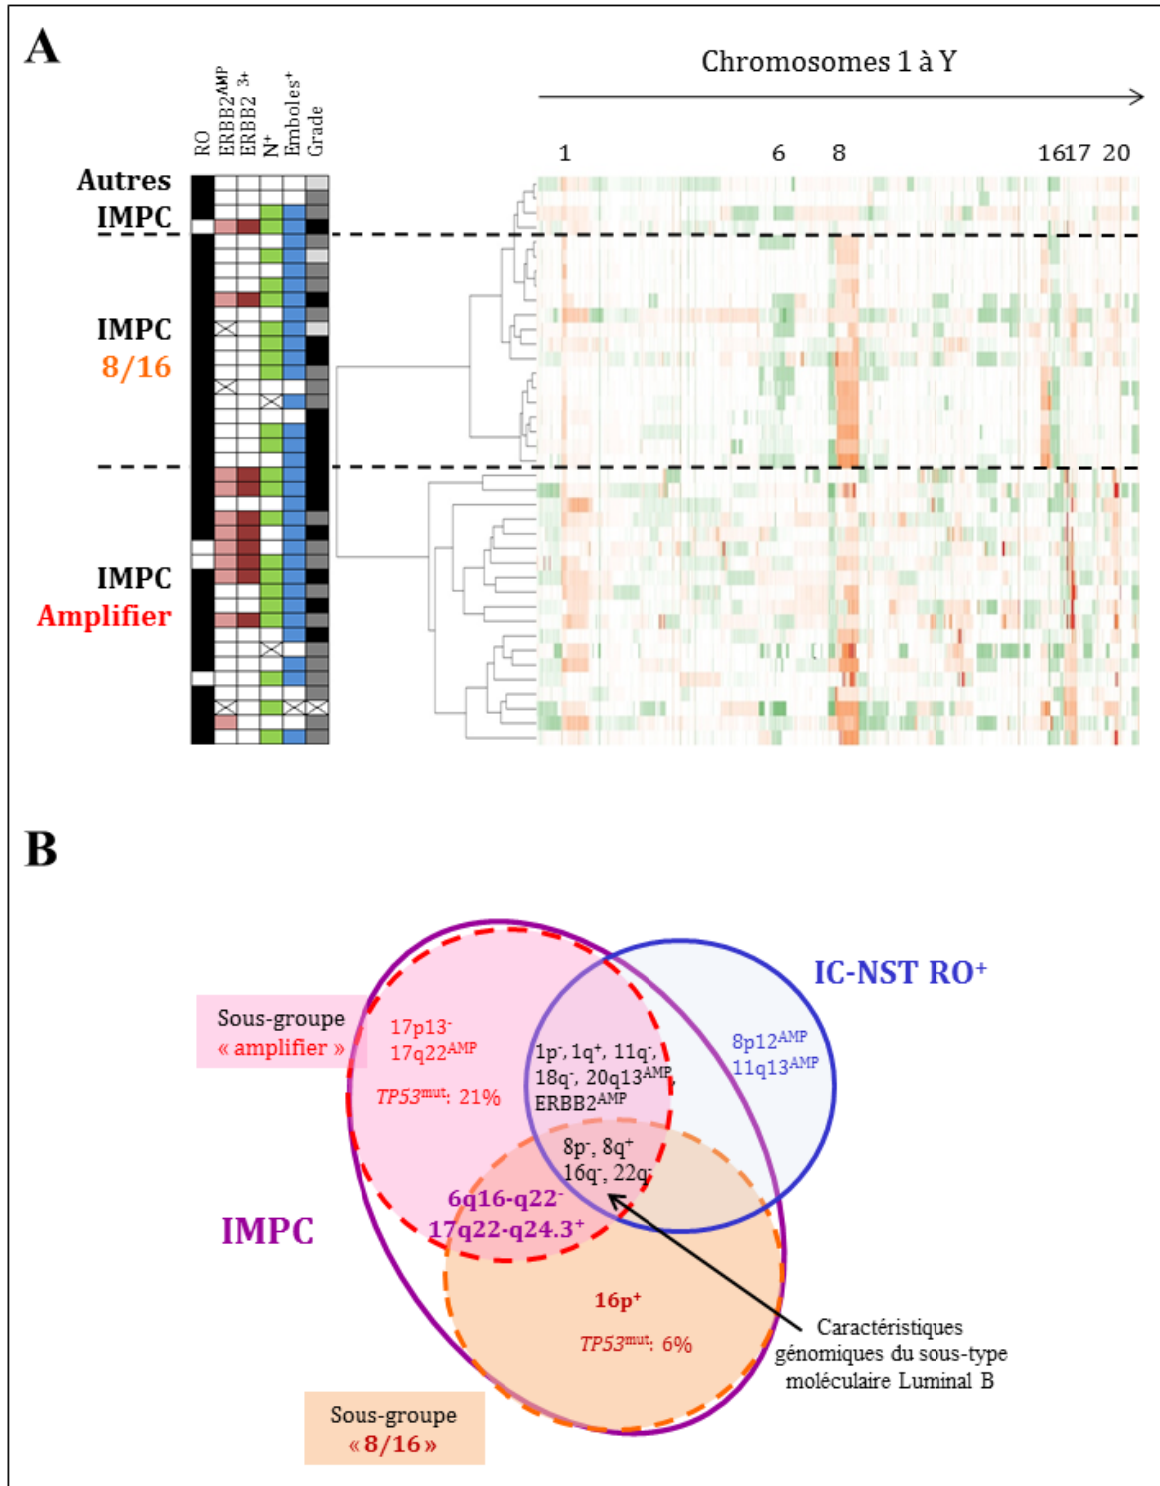 A
Chromosomes 1 à Y
RO
ERBB2AMP
ERBB2 3+
N+
Emboles+
Grade
1 6 8 16 17 20
Autres
IMPC
IMPC
8/16
IMPC
Amplifier
B
IC-NST RO+
Sous-groupe
« amplifier »
17p13-
17q22AMP
TP53mut: 21%
1p-, 1q+, 11q-,
18q-, 20q13AMP,
ERBB2AMP
8p12AMP
11q13AMP
8p-, 8q+
16q-, 22q-
6q16-q22-
17q22-q24.3+
IMPC
16p+
TP53mut: 6%
Caractéristiques
génomiques du sous-type
moléculaire Luminal B
Sous-groupe
« 8/16 »